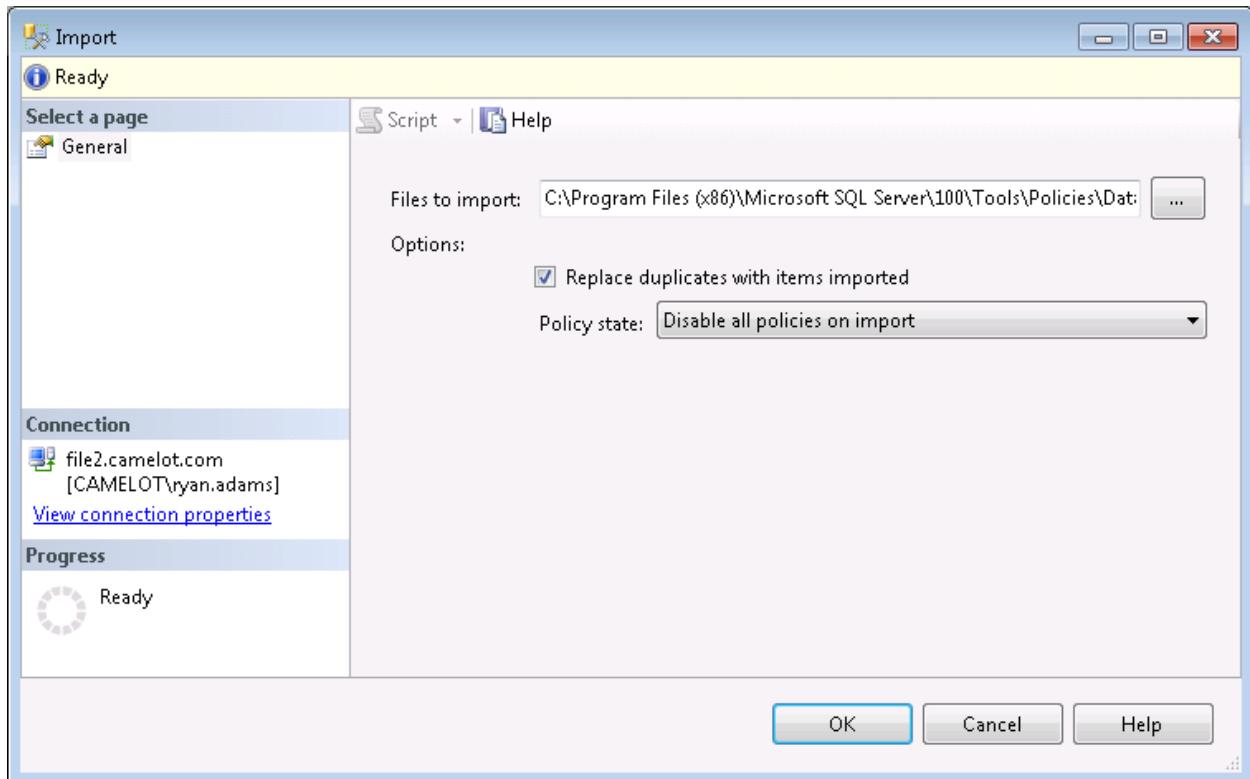 Import
Ready
Select a page
General
Script
Help
Files to import:
C:\Program Files (x86)\Microsoft SQL Server\100\Tools\Policies\Dat
...
Options:
Replace duplicates with items imported
Policy state:
Disable all policies on import
Connection
file2.camelot.com
[CAMELOT\ryan.adams]
View connection properties
Progress
Ready
OK
Cancel
Help